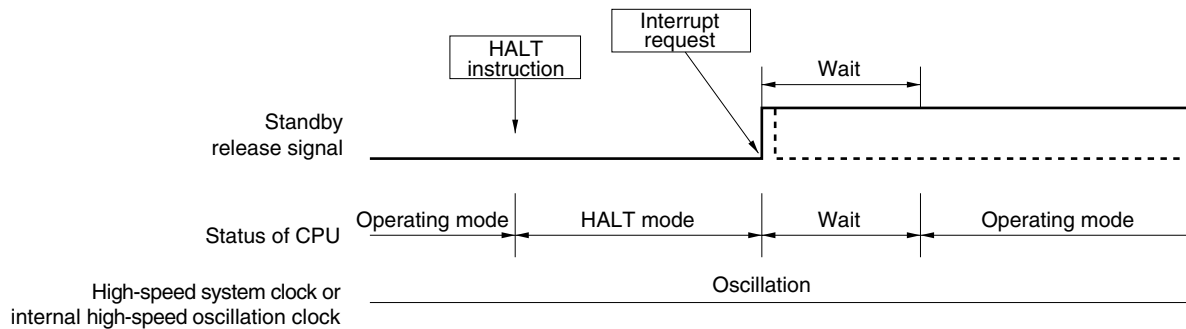 Interrupt
request
HALT
instruction
Wait
Standby
release signal
Operating mode
HALT mode
Wait
Operating mode
Status of CPU
Oscillation
High-speed system clock or
internal high-speed oscillation clock